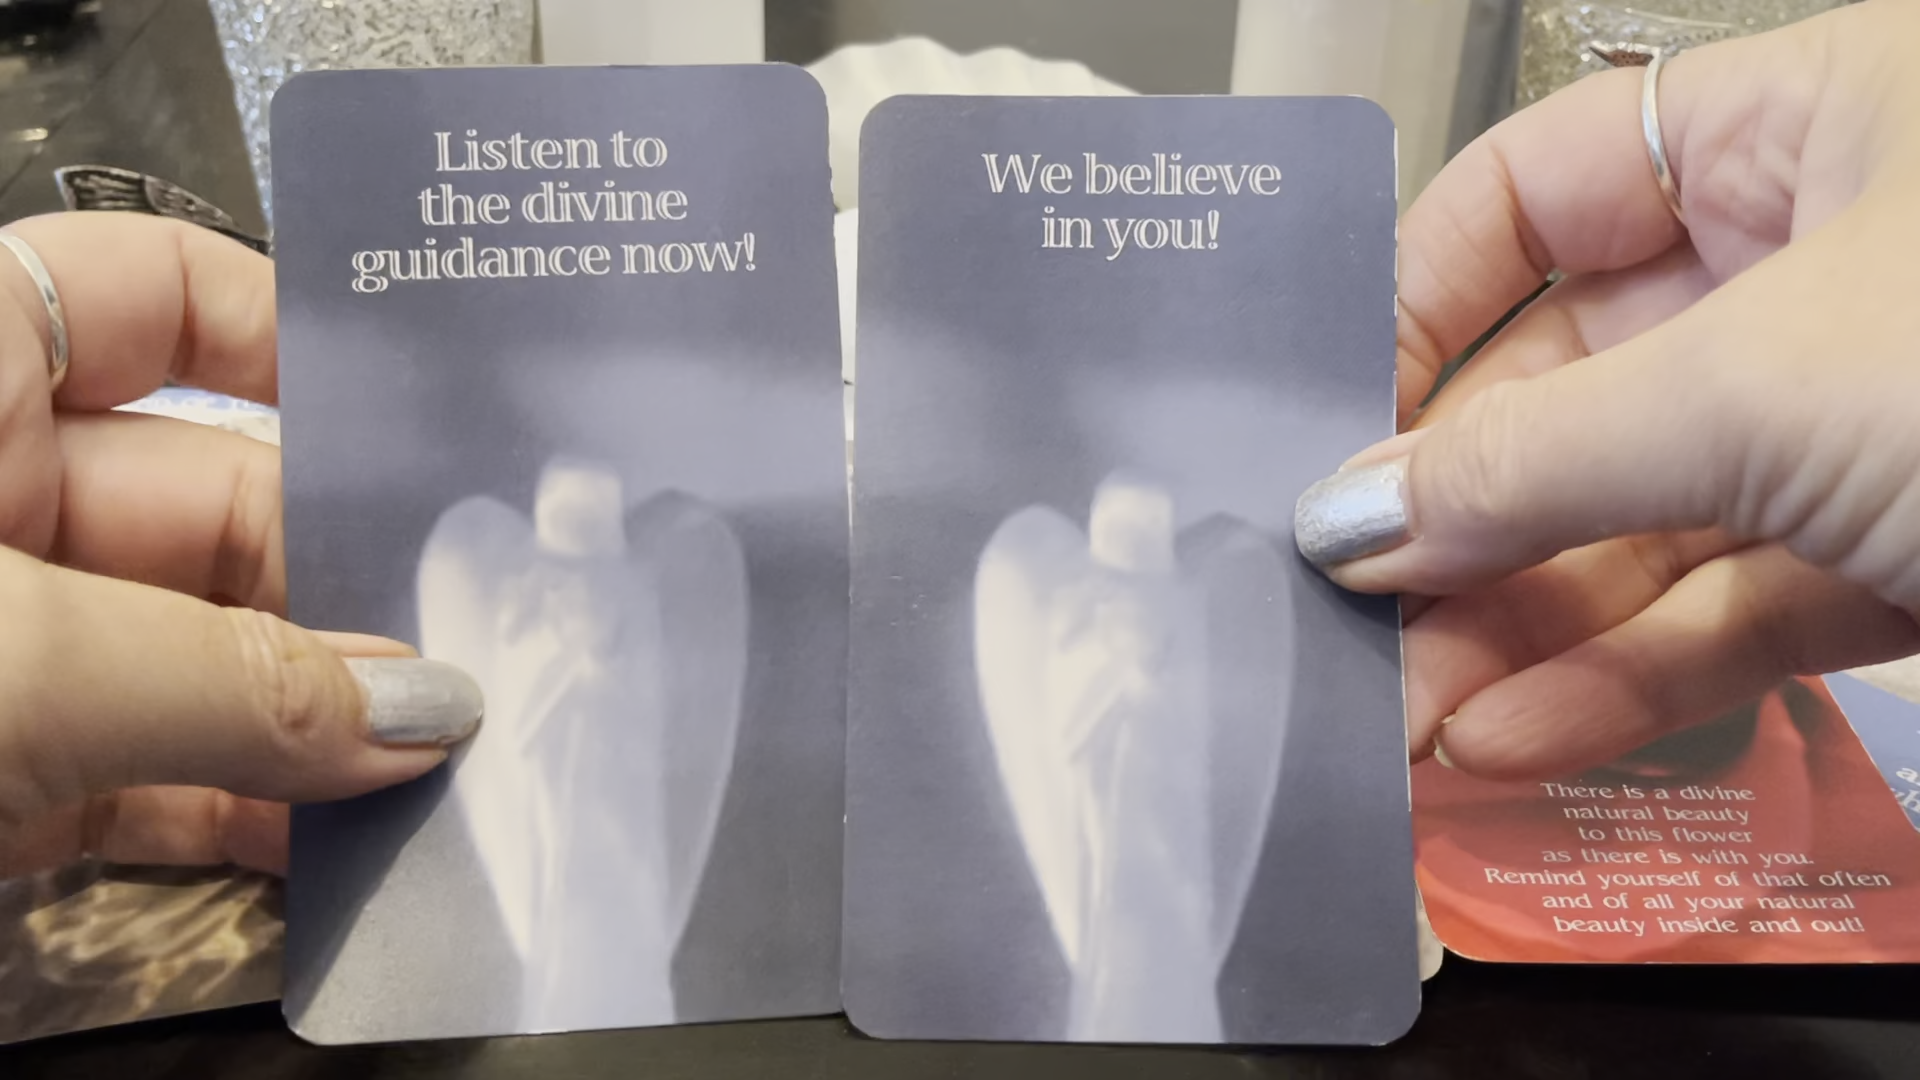 Listen to
the divine
guidance now!
We believe
in you!
There is a divine
natural beauty
to this flower
as there is with you.
Remind yourself of that often
and of all your natural
beauty inside and out!